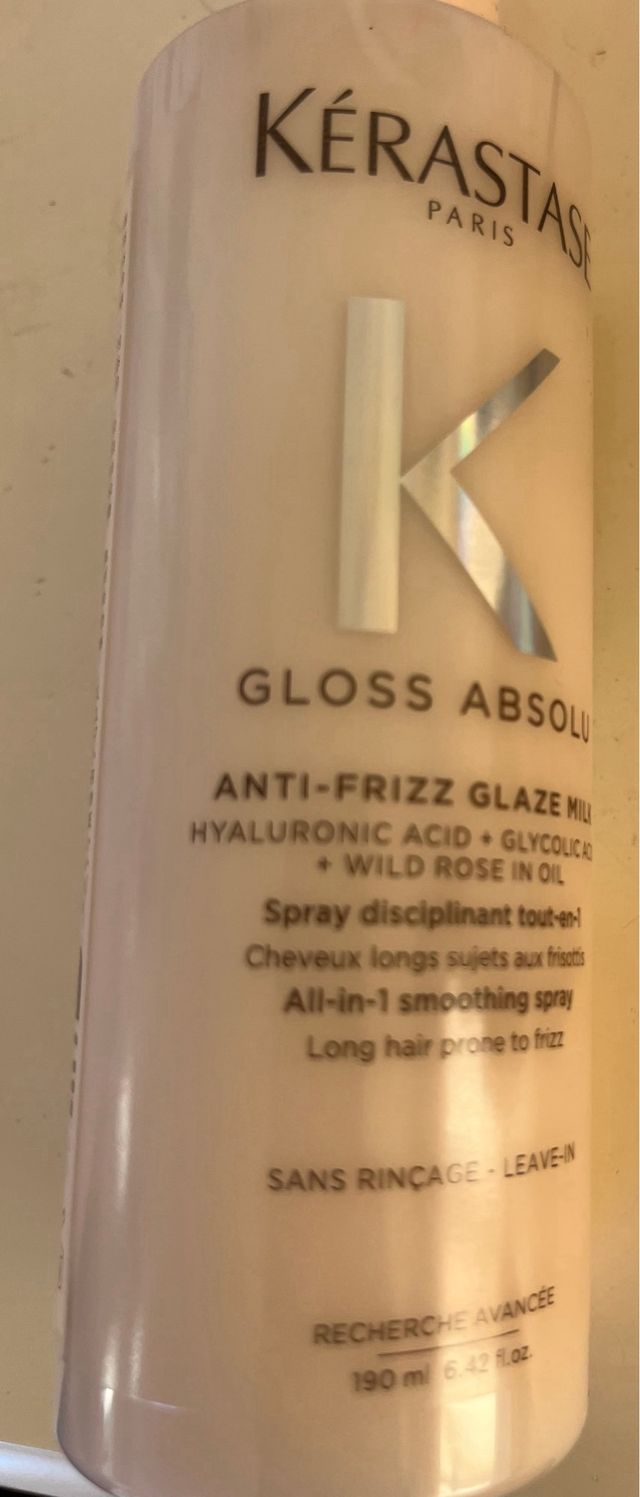 KÉRASTASE
PARIS
K
GLOSS ABSOLU
ANTI-FRIZZ GLAZE MILK
HYALURONIC ACID + GLYCOLIC AC
+ WILD ROSE IN OIL
Spray disciplinant tout-en-1
Cheveux longs sujets aux frisottis
All-in-1 smoothing spray
Long hair prone to frizz
SANS RINÇAGE - LEAVE-IN
RECHERCHE AVANCÉE
190 ml 6.42 fl.oz.